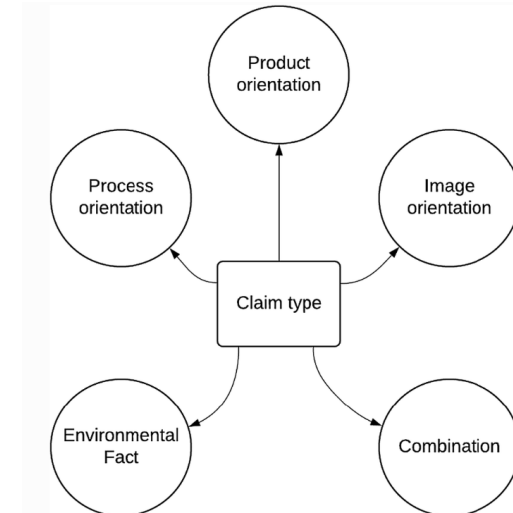 Product
orientation
Process
orientation
Image
orientation
Claim type
Environmental
Fact
Combination